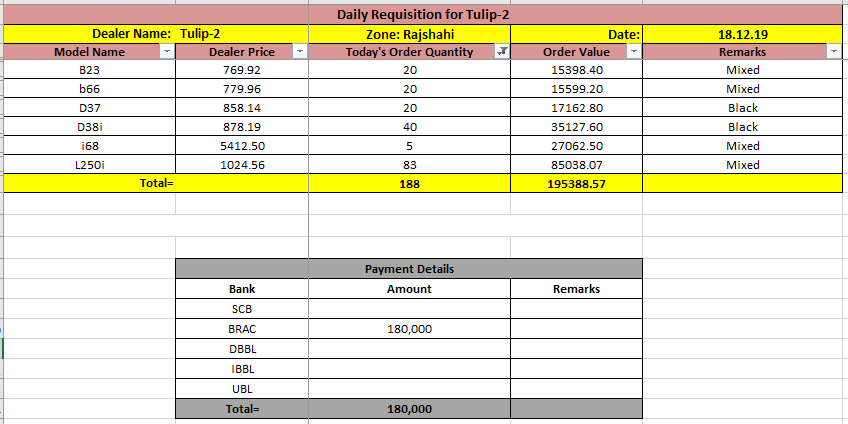 Daily Requisition for Tulip-2
Dealer Name: Tulip-2 Zone: Rajshahi Date: 18.12.19
Model Name Dealer Price Today's Order Quantity Order Value Remarks
B23 769.92 20 15398.40 Mixed
b66 779.96 20 15599.20 Mixed
D37 858.14 20 17162.80 Black
D38i 878.19 40 35127.60 Black
i68 5412.50 5 27062.50 Mixed
L250i 1024.56 83 85038.07 Mixed
Total= 188 195388.57
Payment Details
Bank Amount Remarks
SCB
BRAC 180,000
DBBL
IBBL
UBL
Total= 180,000